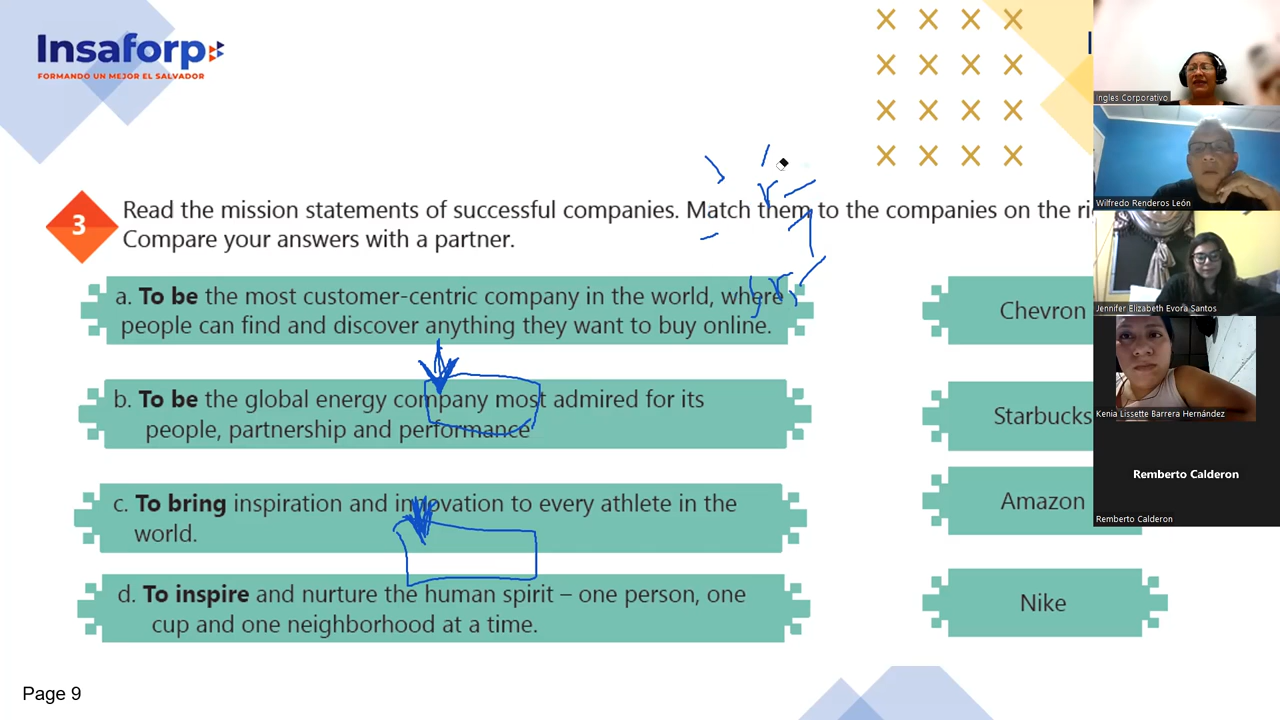 Insaforp
FORMANDO UN MEJOR EL SALVADOR
3
Read the mission statements of successful companies. Match them to the companies on the
Compare your answers with a partner.
a. To be the most customer-centric company in the world, where
people can find and discover anything they want to buy online.
b. To be the global energy company most admired for its
people, partnership and performance
c. To bring inspiration and innovation to every athlete in the
world.
d. To inspire and nurture the human spirit – one person, one
cup and one neighborhood at a time.
Chevron
Starbucks
Amazon
Nike
Page 9
Ingles Corporativo
Wilfredo Renderos León
Jennifer Elizabeth Evora Santos
Kenia Lissette Barrera Hernández
Remberto Calderon
Remberto Calderon